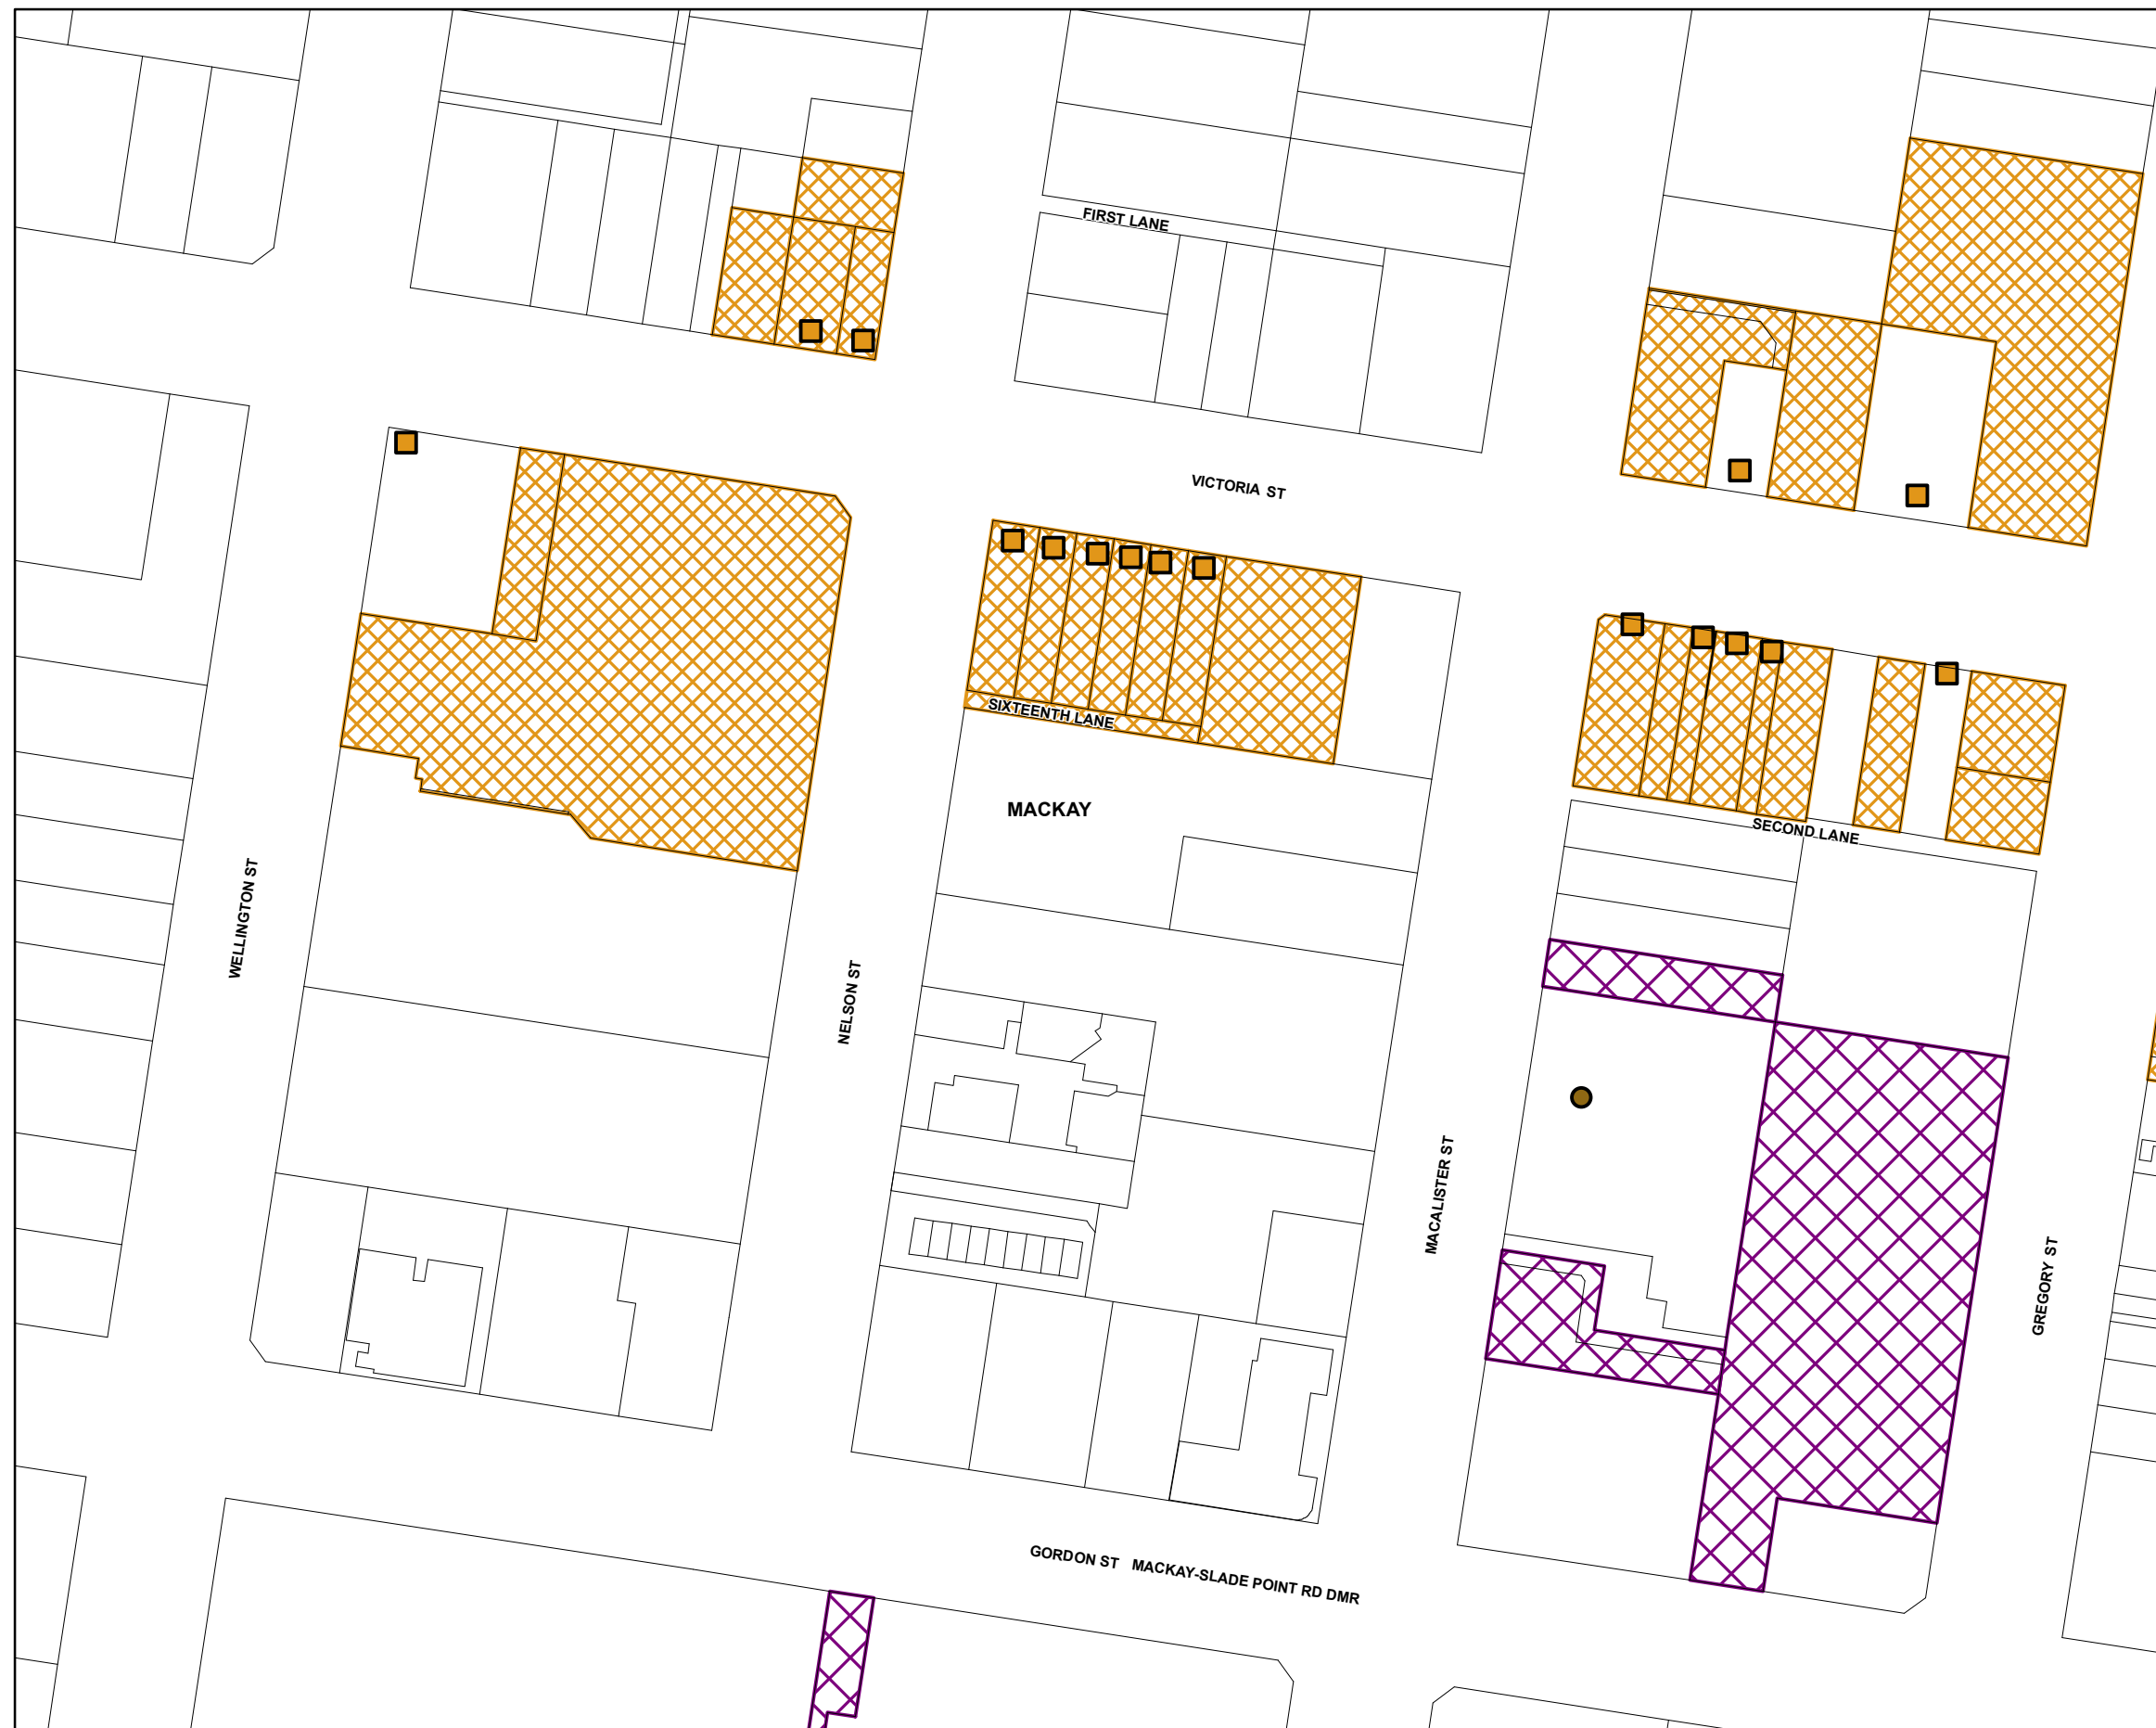 FIRST LANE
VICTORIA ST
SIXTEENTH LANE
MACKAY
SECOND LANE
WELLINGTON ST
NELSON ST
MACALISTER ST
GREGORY ST
GORDON ST MACKAY-SLADE POINT RD DMR